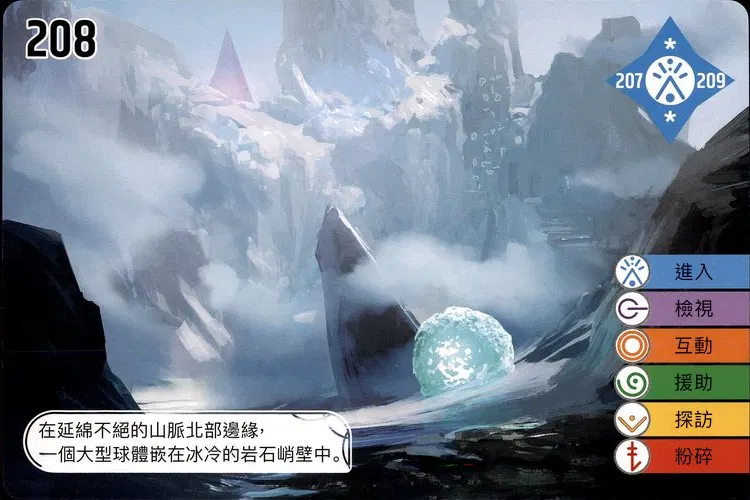 208
*
207 209
*
進入
檢視
互動
援助
探訪
粉碎
在延綿不絕的山脈北部邊緣，
一個大型球體嵌在冰冷的岩石峭壁中。